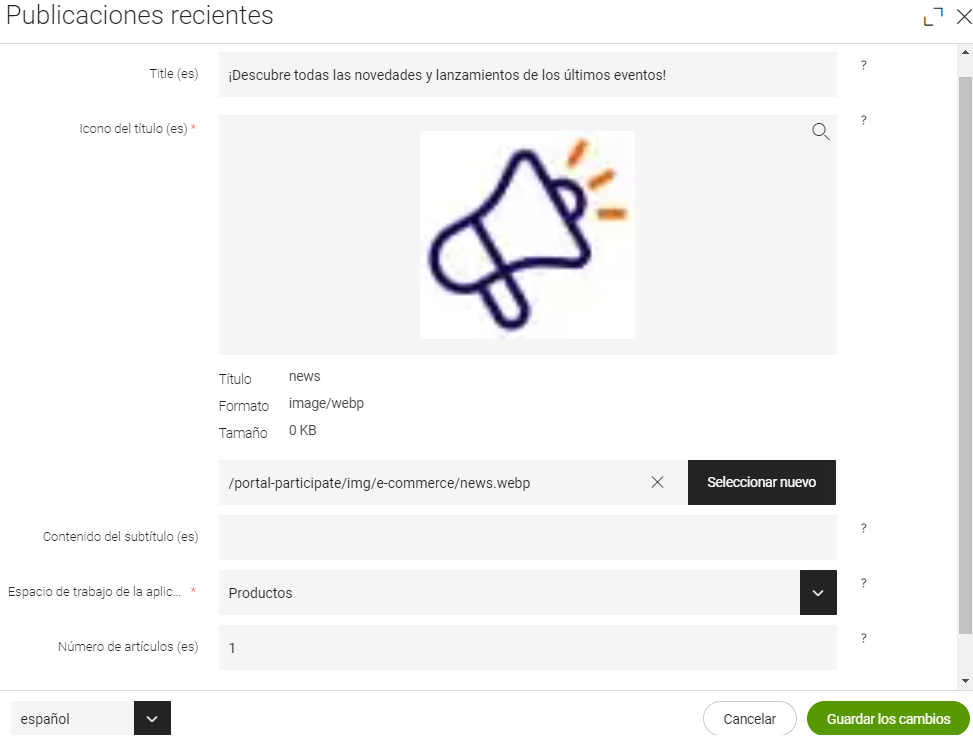 Publicaciones recientes
Title (es)
¡Descubre todas las novedades y lanzamientos de los últimos eventos!
?
Icono del título (es) *
?
Título news
Formato image/webp
Tamaño 0 KB
/portal-participate/img/e-commerce/news.webp
Seleccionar nuevo
Contenido del subtítulo (es)
?
Espacio de trabajo de la aplic... *
Productos
?
Número de artículos (es)
1
?
español
Cancelar
Guardar los cambios